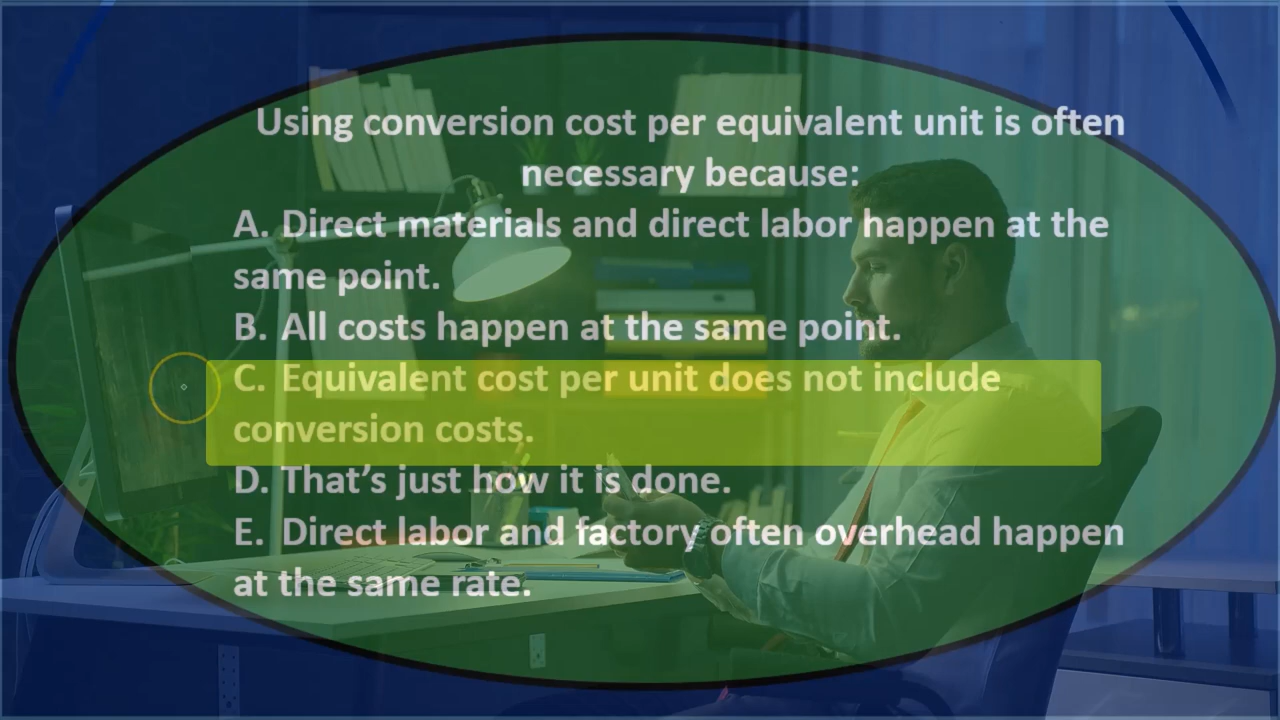 Using conversion cost per equivalent unit is often
necessary because:
A. Direct materials and direct labor happen at the
same point.
B. All costs happen at the same point.
C. Equivalent cost per unit does not include
conversion costs.
D. That’s just how it is done.
E. Direct labor and factory often overhead happen
at the same rate.